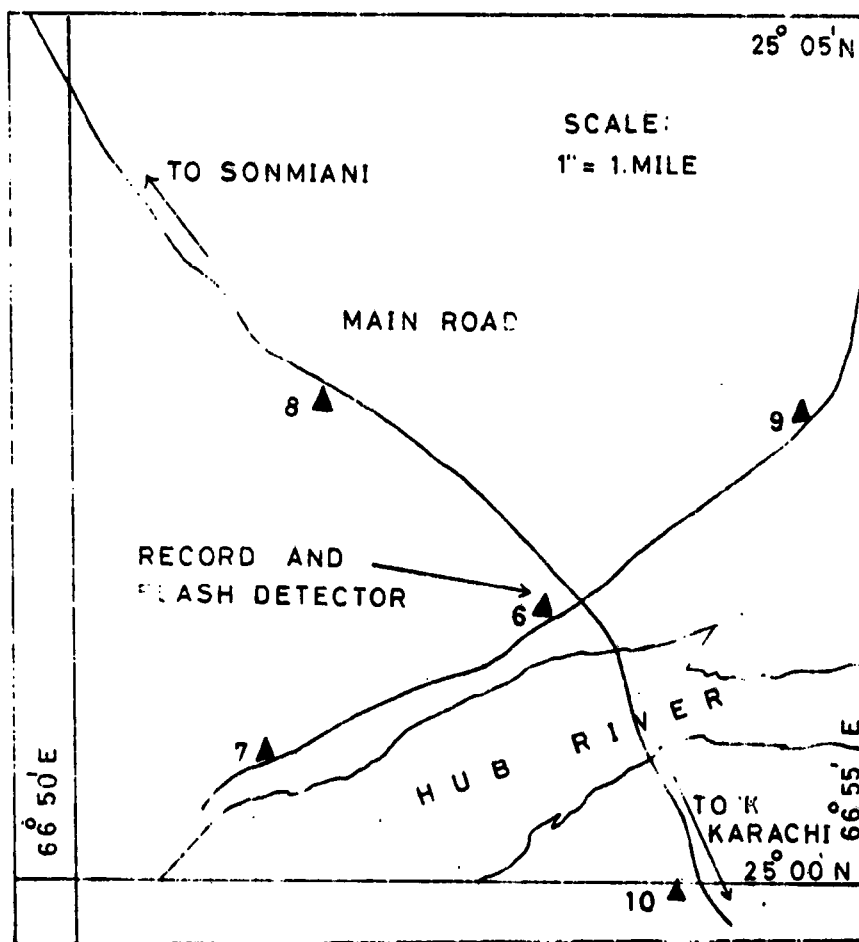 25° 05' N
SCALE:
1" = 1.MILE
TO SONMIANI
MAIN ROAD
8
9
RECORD AND
FLASH DETECTOR
6
7
HUB RIVER
66° 50' E
66° 55' E
TO
KARACHI
25° 00' N
10